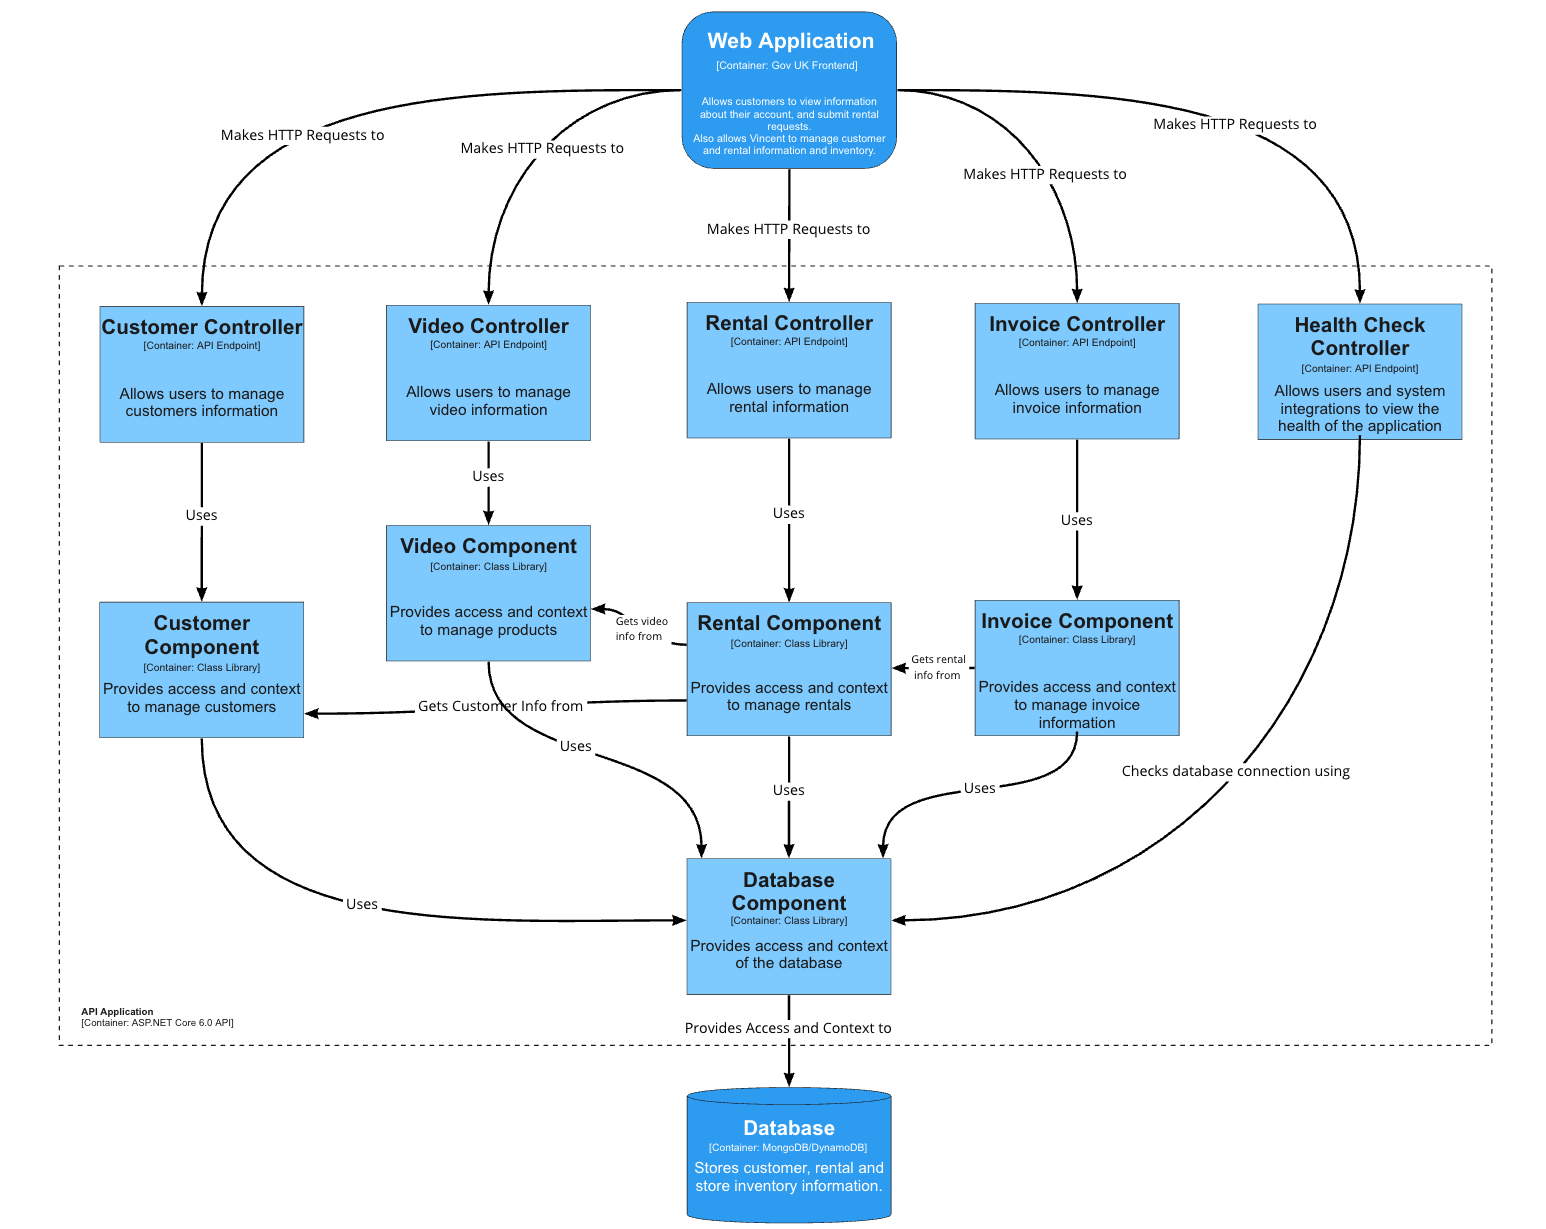 Web Application
[Container: Gov UK Frontend]
Allows customers to view information
about their account, and submit rental
requests.
Also allows Vincent to manage customer
and rental information and inventory.
Makes HTTP Requests to
Makes HTTP Requests to
Makes HTTP Requests to
Makes HTTP Requests to
Makes HTTP Requests to
Customer Controller
[Container: API Endpoint]
Allows users to manage
customers information
Video Controller
[Container: API Endpoint]
Allows users to manage
video information
Rental Controller
[Container: API Endpoint]
Allows users to manage
rental information
Invoice Controller
[Container: API Endpoint]
Allows users to manage
invoice information
Health Check
Controller
[Container: API Endpoint]
Allows users and system
integrations to view the
health of the application
Uses
Uses
Uses
Uses
Customer
Component
[Container: Class Library]
Provides access and context
to manage customers
Video Component
[Container: Class Library]
Provides access and context
to manage products
Gets video
info from
Rental Component
[Container: Class Library]
Provides access and context
to manage rentals
Gets rental
info from
Invoice Component
[Container: Class Library]
Provides access and context
to manage invoice
information
Gets Customer Info from
Uses
Uses
Uses
Checks database connection using
Uses
Database
Component
[Container: Class Library]
Provides access and context
of the database
API Application
[Container: ASP.NET Core 6.0 API]
Provides Access and Context to
Database
[Container: MongoDB/DynamoDB]
Stores customer, rental and
store inventory information.